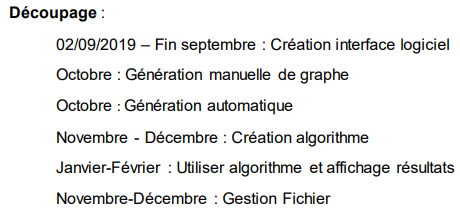 Découpage :
02/09/2019 – Fin septembre : Création interface logiciel
Octobre : Génération manuelle de graphe
Octobre : Génération automatique
Novembre - Décembre : Création algorithme
Janvier-Février : Utiliser algorithme et affichage résultats
Novembre-Décembre : Gestion Fichier